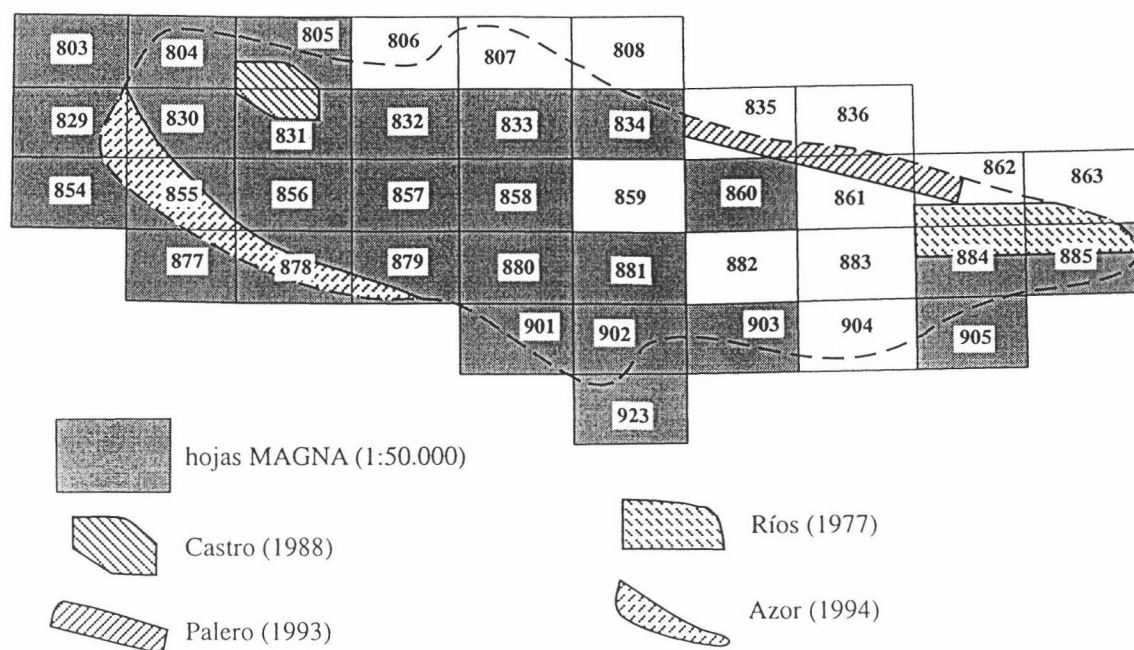 803 804 805 806 807 808
829 830 831 832 833 834 835 836
854 855 856 857 858 859 860 861 862 863
877 878 879 880 881 882 883 884 885
901 902 903 904 905
923
hojas MAGNA (1:50.000)
Castro (1988)
Palero (1993)
Ríos (1977)
Azor (1994)